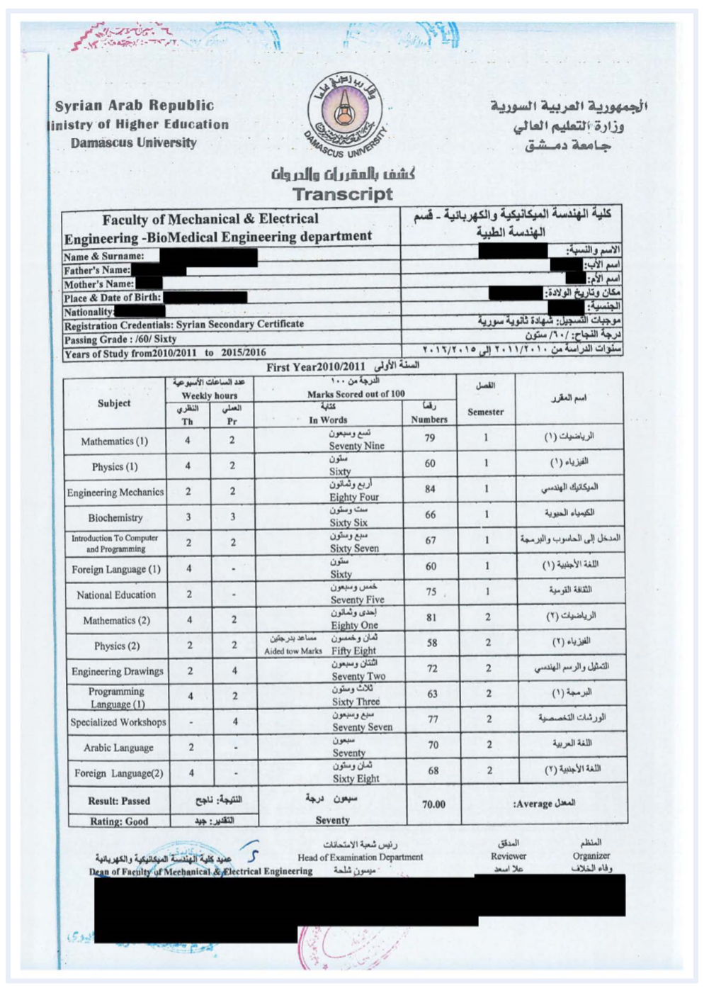 Syrian Arab Republic
الجمهورية العربية السورية
inistry of Higher Education
وزارة التعليم العالي
Damascus University
جامعة دمشق
وقل رب زدني علما
DAMASCUS UNIVERSITY
كشف بالمقررات والدرجات
Transcript
Faculty of Mechanical & Electrical
Engineering -BioMedical Engineering department
كلية الهندسة الميكانيكية والكهربائية - قسم
الهندسة الطبية
Name & Surname:
الاسم والنسبة:
Father's Name:
اسم الأب:
Mother's Name:
اسم الأم:
Place & Date of Birth:
مكان وتاريخ الولادة:
Nationality:
الجنسية:
Registration Credentials: Syrian Secondary Certificate
موجبات التسجيل: شهادة ثانوية سورية
Passing Grade : /60/ Sixty
درجة النجاح: /٦٠/ ستون
Years of Study from2010/2011 to 2015/2016
سنوات الدراسة من ٢٠١١/٢٠١٠ إلى ٢٠١٦/٢٠١٥
First Year2010/2011 السنة الأولى
Subject
عدد الساعات الأسبوعية
Weekly hours
النظري
Th
العملي
Pr
الدرجة من ١٠٠
Marks Scored out of 100
كتابة
In Words
رقماً
Numbers
الفصل
Semester
اسم المقرر
Mathematics (1) 4 2 تسع وسبعون Seventy Nine 79 1 الرياضيات (١)
Physics (1) 4 2 ستون Sixty 60 1 الفيزياء (١)
Engineering Mechanics 2 2 أربع وثمانون Eighty Four 84 1 الميكانيك الهندسي
Biochemistry 3 3 ست وستون Sixty Six 66 1 الكيمياء الحيوية
Introduction To Computer and Programming 2 2 سبع وستون Sixty Seven 67 1 المدخل إلى الحاسوب والبرمجة
Foreign Language (1) 4 - ستون Sixty 60 1 اللغة الأجنبية (١)
National Education 2 - خمس وسبعون Seventy Five 75 1 الثقافة القومية
Mathematics (2) 4 2 إحدى وثمانون Eighty One 81 2 الرياضيات (٢)
Physics (2) 2 2 مساعد بدرجتين Aided tow Marks ثمان وخمسون Fifty Eight 58 2 الفيزياء (٢)
Engineering Drawings 2 4 اثنتان وسبعون Seventy Two 72 2 التمثيل والرسم الهندسي
Programming Language (1) 4 2 ثلاث وستون Sixty Three 63 2 البرمجة (١)
Specialized Workshops - 4 سبع وسبعون Seventy Seven 77 2 الورشات التخصصية
Arabic Language 2 - سبعون Seventy 70 2 اللغة العربية
Foreign Language(2) 4 - ثمان وستون Sixty Eight 68 2 اللغة الأجنبية (٢)
Result: Passed النتيجة: ناجح سبعون درجة 70.00 المعدل Average:
Rating: Good التقدير: جيد Seventy
عميد كلية الهندسة الميكانيكية والكهربائية
Dean of Faculty of Mechanical & Electrical Engineering
رئيس شعبة الامتحانات
Head of Examination Department
ميسون شلحة
المدقق
Reviewer
علا اسعد
المنظم
Organizer
وفاء الخلاف